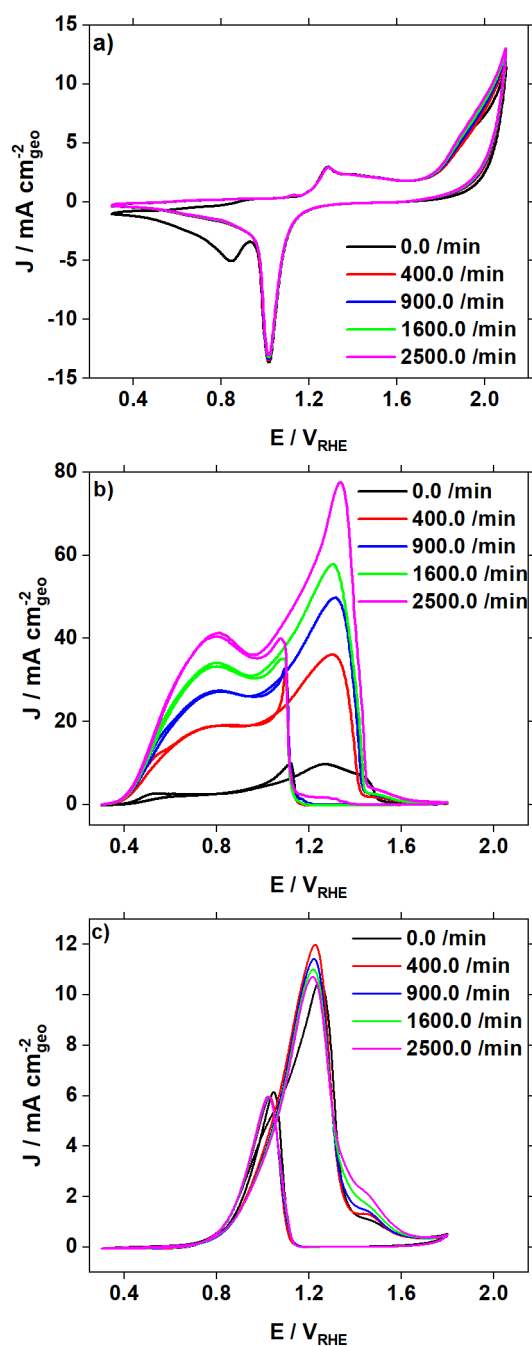 a)
15
10
5
0
-5
-10
-15
J / mA cm⁻²geo
0.0 /min
400.0 /min
900.0 /min
1600.0 /min
2500.0 /min
0.4 0.8 1.2 1.6 2.0
E / VRHE
b)
80
60
40
20
0
J / mA cm⁻²geo
0.0 /min
400.0 /min
900.0 /min
1600.0 /min
2500.0 /min
0.4 0.8 1.2 1.6 2.0
E / VRHE
c)
12
10
8
6
4
2
0
J / mA cm⁻²geo
0.0 /min
400.0 /min
900.0 /min
1600.0 /min
2500.0 /min
0.4 0.8 1.2 1.6 2.0
E / VRHE